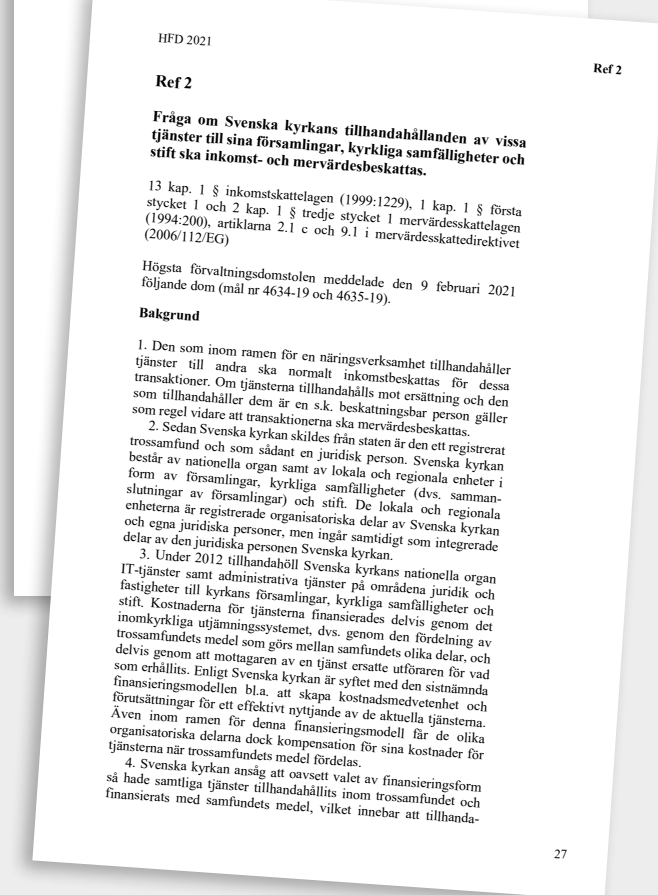 HFD 2021
Ref 2
Ref 2
Fråga om Svenska kyrkans tillhandahållanden av vissa
tjänster till sina församlingar, kyrkliga samfälligheter och
stift ska inkomst- och mervärdesbeskattas.
13 kap. 1 § inkomstskattelagen (1999:1229), 1 kap. 1 § första
stycket 1 och 2 kap. 1 § tredje stycket 1 mervärdesskattelagen
(1994:200), artiklarna 2.1 c och 9.1 i mervärdesskattedirektivet
(2006/112/EG)
Högsta förvaltningsdomstolen meddelade den 9 februari 2021
följande dom (mål nr 4634-19 och 4635-19).
Bakgrund
1. Den som inom ramen för en näringsverksamhet tillhandahåller
tjänster till andra ska normalt inkomstbeskattas för dessa
transaktioner. Om tjänsterna tillhandahålls mot ersättning och den
som tillhandahåller dem är en s.k. beskattningsbar person gäller
som regel vidare att transaktionerna ska mervärdesbeskattas.
2. Sedan Svenska kyrkan skildes från staten är den ett registrerat
trossamfund och som sådant en juridisk person. Svenska kyrkan
består av nationella organ samt av lokala och regionala enheter i
form av församlingar, kyrkliga samfälligheter (dvs. samman-
slutningar av församlingar) och stift. De lokala och regionala
enheterna är registrerade organisatoriska delar av Svenska kyrkan
och egna juridiska personer, men ingår samtidigt som integrerade
delar av den juridiska personen Svenska kyrkan.
3. Under 2012 tillhandahöll Svenska kyrkans nationella organ
IT-tjänster samt administrativa tjänster på områdena juridik och
fastigheter till kyrkans församlingar, kyrkliga samfälligheter och
stift. Kostnaderna för tjänsterna finansierades delvis genom det
inomkyrkliga utjämningssystemet, dvs. genom den fördelning av
trossamfundets medel som görs mellan samfundets olika delar, och
delvis genom att mottagaren av en tjänst ersatte utföraren för vad
som erhållits. Enligt Svenska kyrkan är syftet med den sistnämnda
finansieringsmodellen bl.a. att skapa kostnadsmedvetenhet och
förutsättningar för ett effektivt nyttjande av de aktuella tjänsterna.
Även inom ramen för denna finansieringsmodell får de olika
organisatoriska delarna dock kompensation för sina kostnader för
tjänsterna när trossamfundets medel fördelas.
4. Svenska kyrkan ansåg att oavsett valet av finansieringsform
så hade samtliga tjänster tillhandahållits inom trossamfundet och
finansierats med samfundets medel, vilket innebar att tillhanda-
27